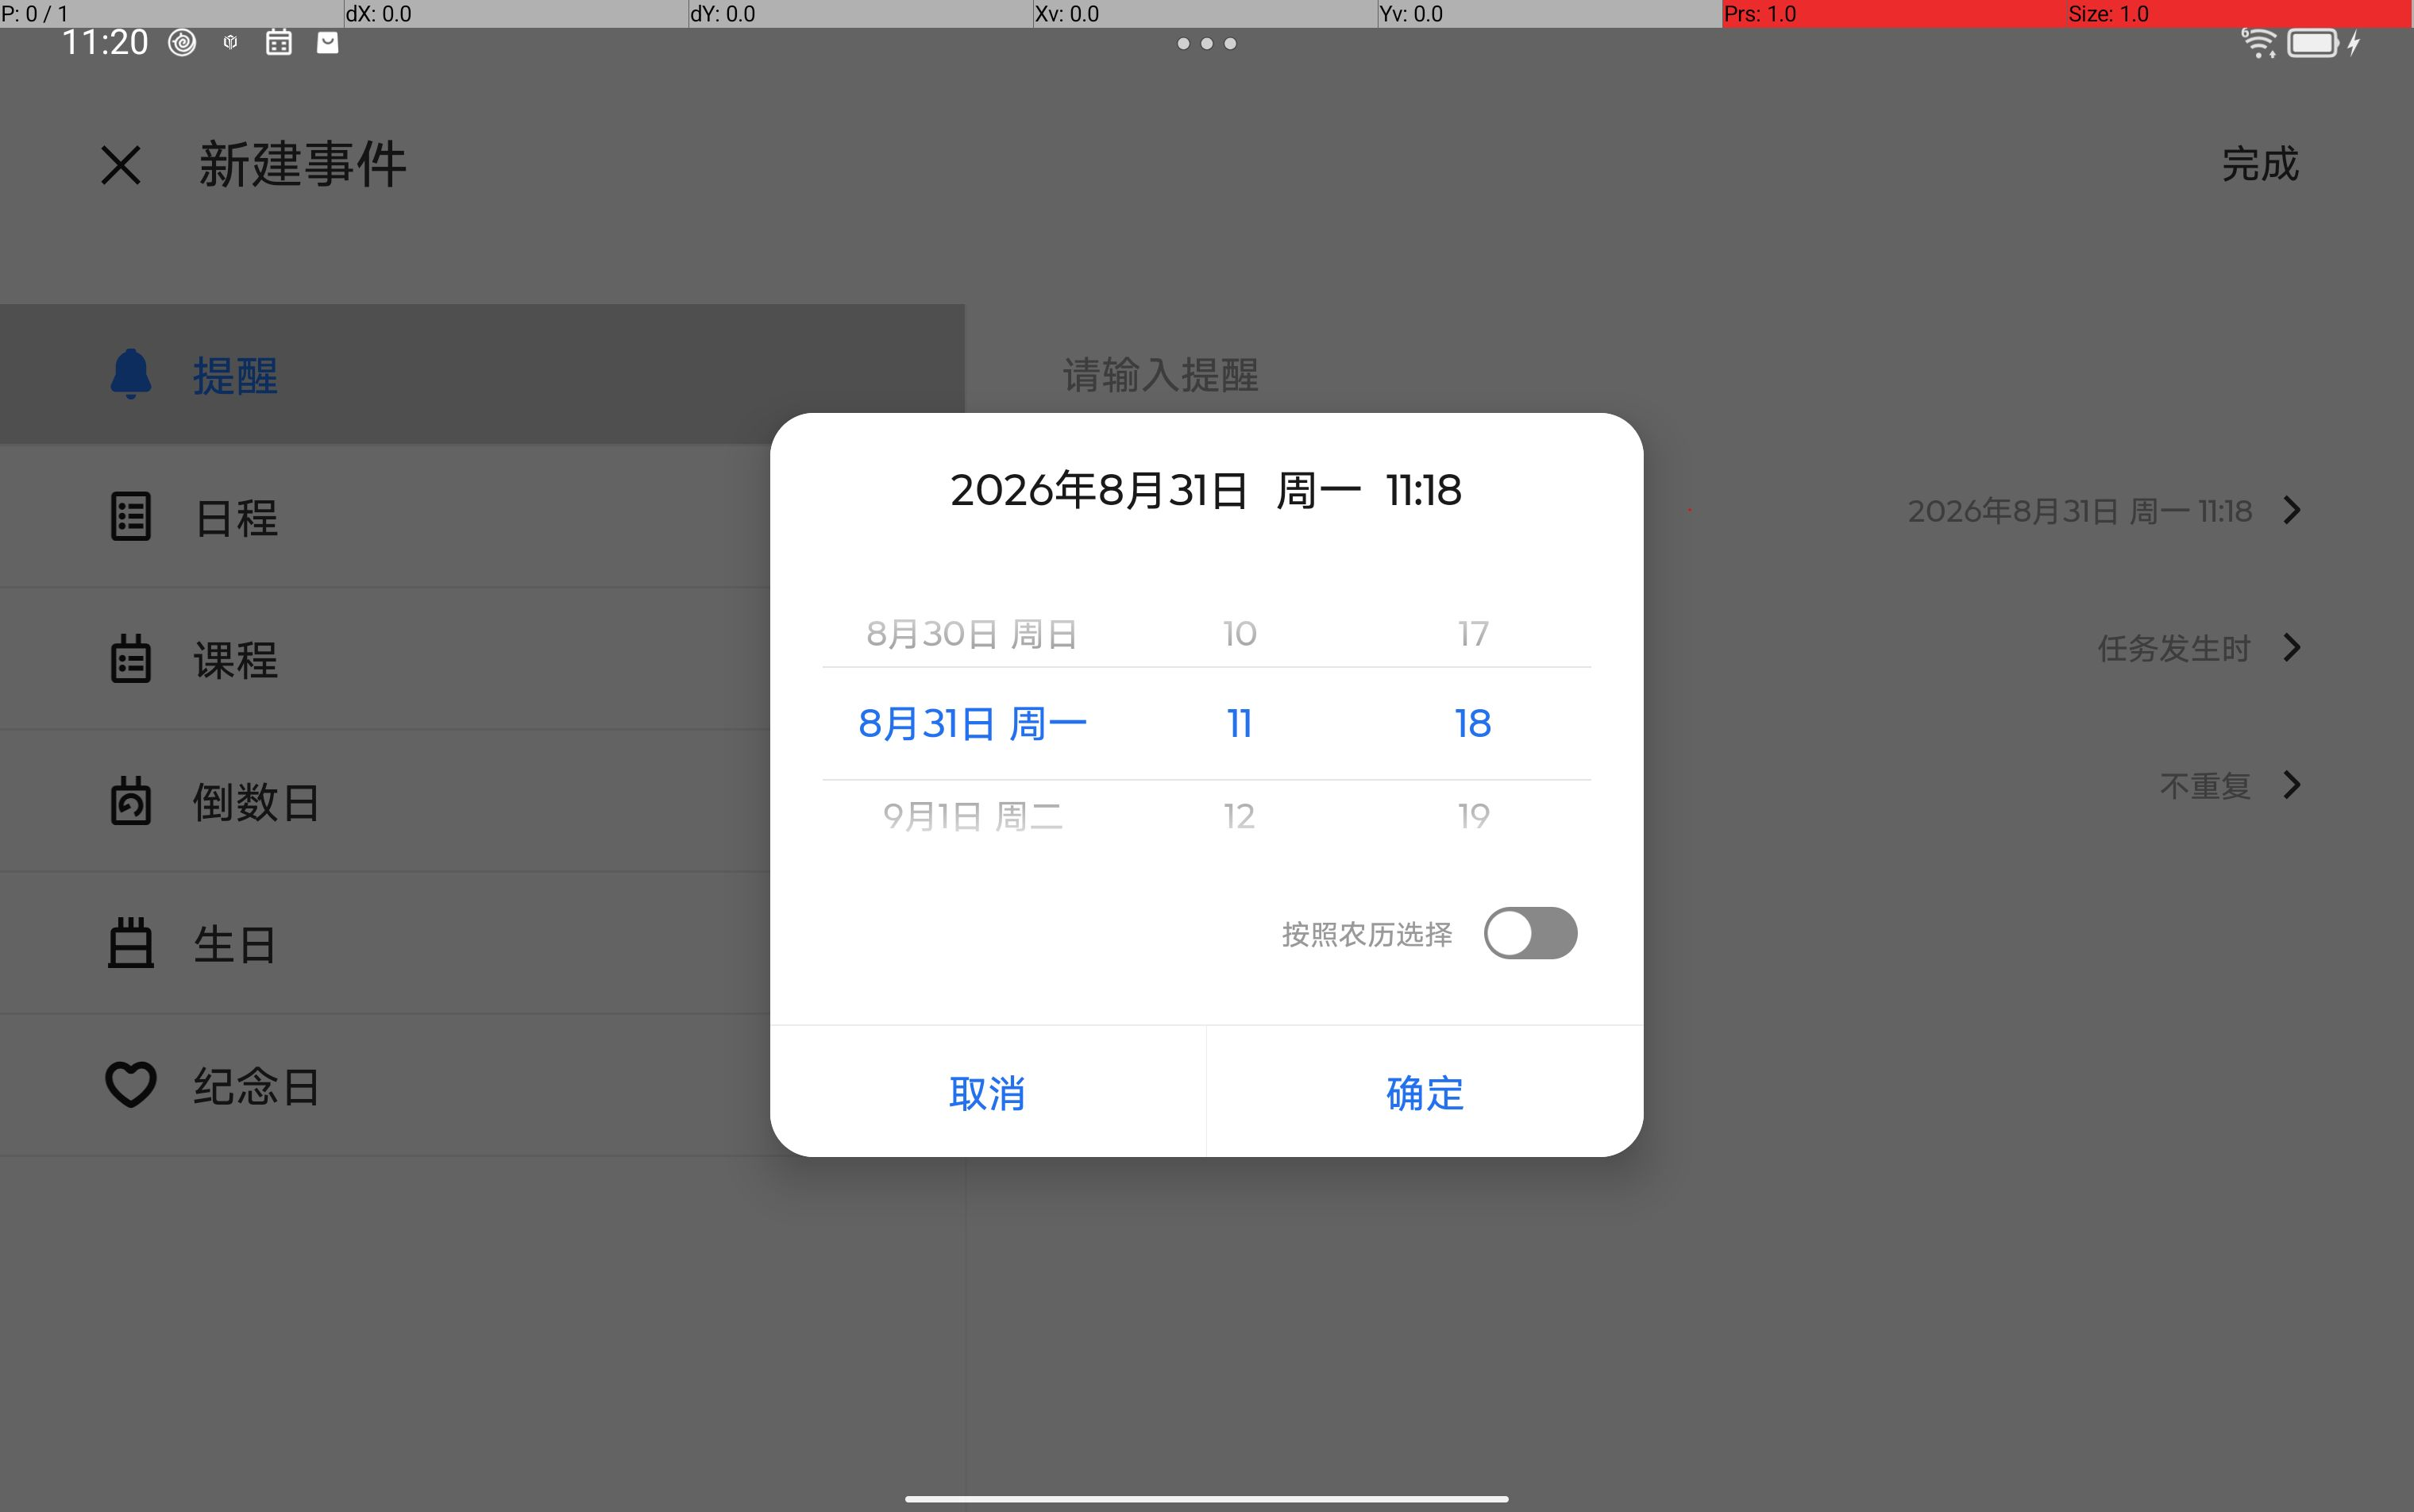 P: 0 / 1 dX: 0.0 dY: 0.0 Xv: 0.0 Yv: 0.0 Prs: 1.0 Size: 1.0
11:20
6
新建事件
完成
提醒
请输入提醒
日程
2026年8月31日 周一 11:18
课程
任务发生时
倒数日
不重复
生日
纪念日
2026年8月31日 周一 11:18
8月30日 周日 10 17
8月31日 周一 11 18
9月1日 周二 12 19
按照农历选择
取消 确定